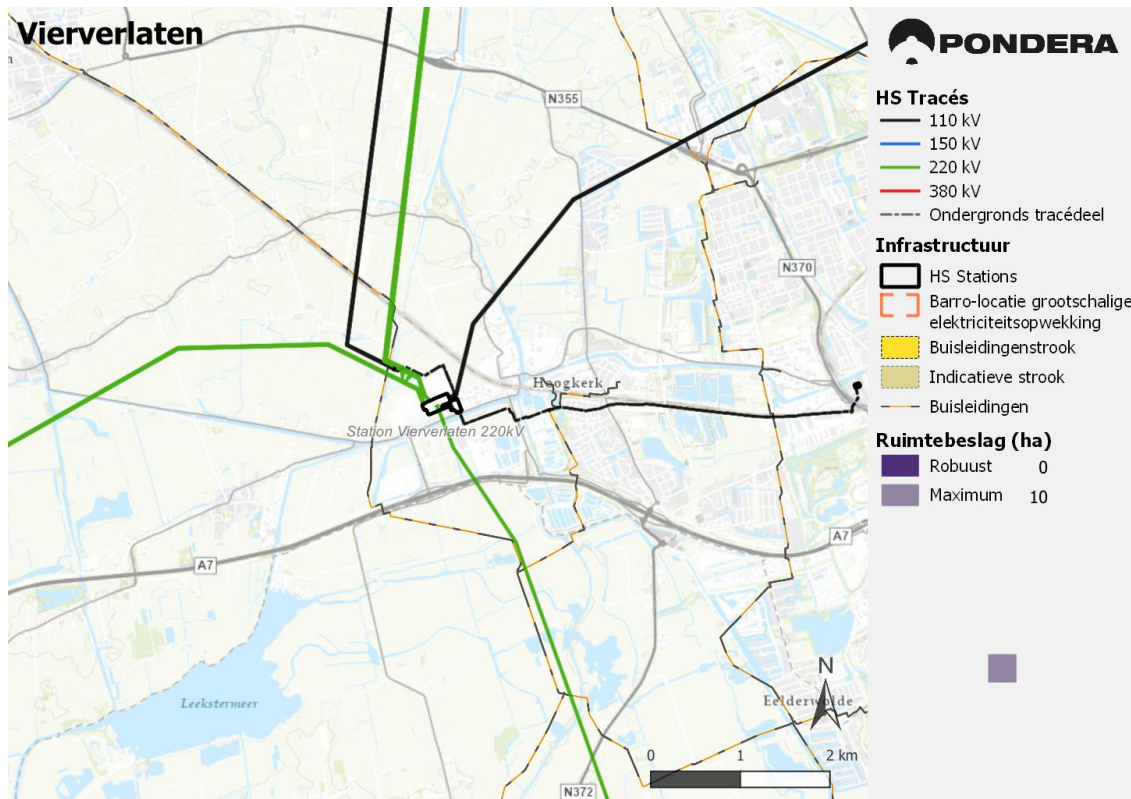 Vierverlaten
n
N355
N370
Hoogkerk
Station Vierverlaten 220kV
A7
A7
Leekstermeer
Eelderwolde
N372
N
0 1 2 km
PONDERA
HS Tracés
110 kV
150 kV
220 kV
380 kV
Ondergronds tracédeel
Infrastructuur
HS Stations
Barro-locatie grootschalige
elektriciteitsopwekking
Buisleidingenstrook
Indicatieve strook
Buisleidingen
Ruimtebeslag (ha)
Robuust 0
Maximum 10